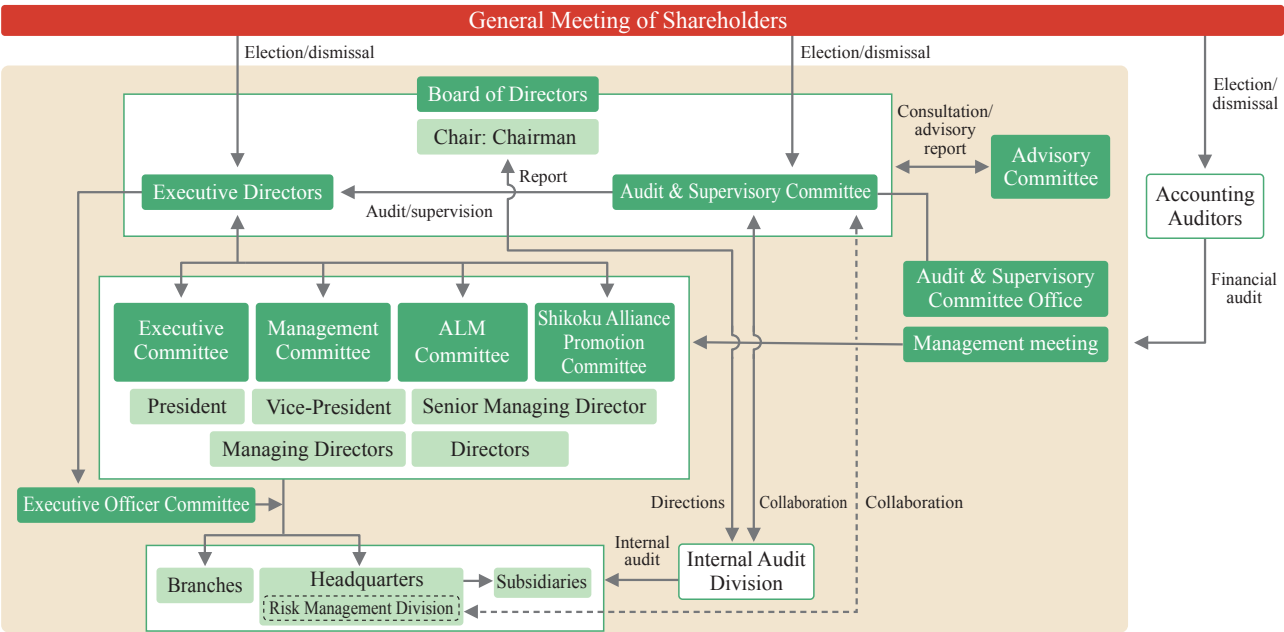 General Meeting of Shareholders
Election/dismissal
Election/dismissal
Election/
dismissal
Board of Directors
Chair: Chairman
Consultation/
advisory
report
Advisory
Committee
Report
Executive Directors
Audit & Supervisory Committee
Audit/supervision
Accounting
Auditors
Audit & Supervisory
Committee Office
Financial
audit
Executive
Committee
Management
Committee
ALM
Committee
Shikoku Alliance
Promotion
Committee
Management meeting
President
Vice-President
Senior Managing Director
Managing Directors
Directors
Executive Officer Committee
Directions
Collaboration
Collaboration
Internal
audit
Internal Audit
Division
Branches
Headquarters
Risk Management Division
Subsidiaries